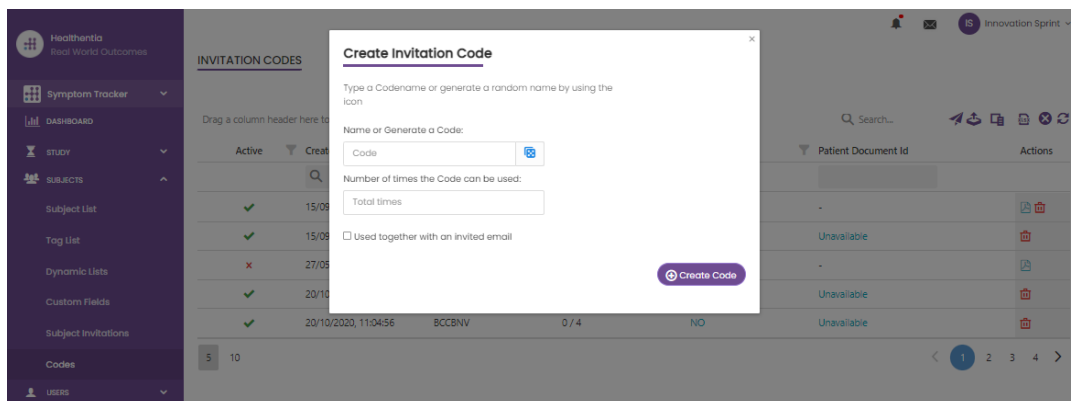 Healthentia
Real World Outcomes
IS
Innovation Sprint
INVITATION CODES
Create Invitation Code
×
Type a Codename or generate a random name by using the
icon
Name or Generate a Code:
Code
Number of times the Code can be used:
Total times
Used together with an invited email
Create Code
Symptom Tracker
DASHBOARD
STUDY
SUBJECTS
Subject List
Tag List
Dynamic Lists
Custom Fields
Subject Invitations
Codes
USERS
Drag a column header here to
Search...
Active
Creat
Patient Document Id
Actions
15/09
-
15/09
Unavailable
27/05
-
20/10
Unavailable
20/10/2020, 11:04:56 BCCBNV 0 / 4 NO Unavailable
5 10
1 2 3 4